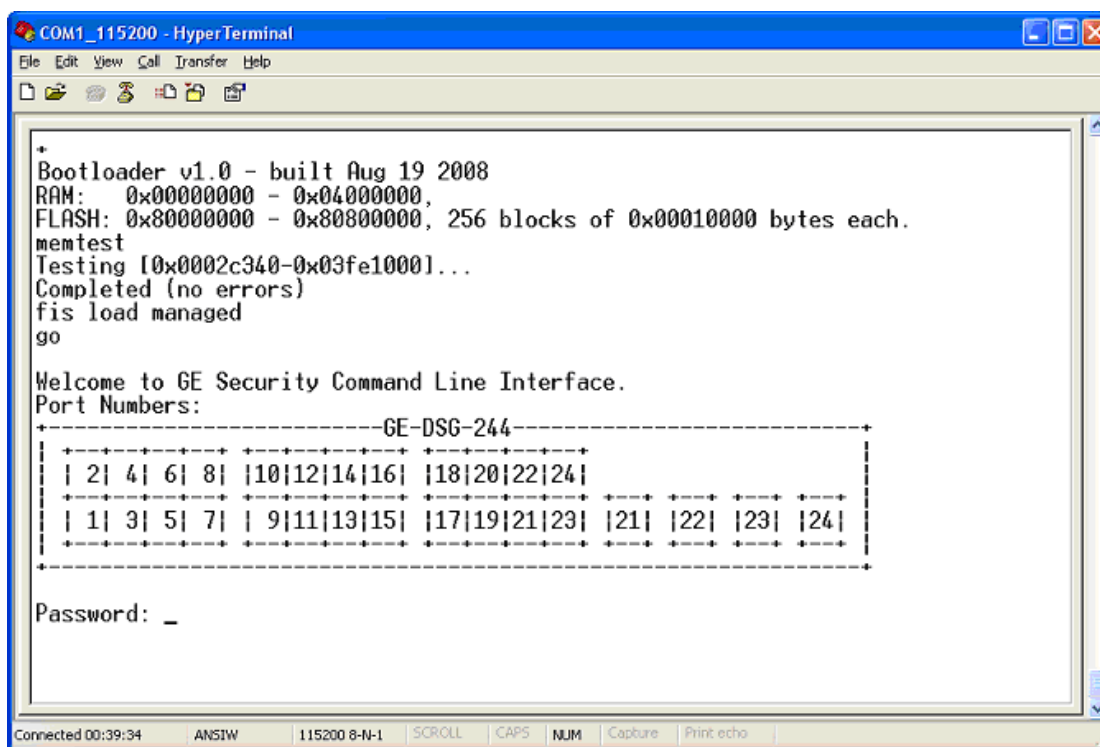 COM1_115200 - HyperTerminal
File Edit View Call Transfer Help
+
Bootloader v1.0 - built Aug 19 2008
RAM:   0x00000000 - 0x04000000,
FLASH: 0x80000000 - 0x80800000, 256 blocks of 0x00010000 bytes each.
memtest
Testing [0x0002c340-0x03fe1000]...
Completed (no errors)
fis load managed
go
Welcome to GE Security Command Line Interface.
Port Numbers:
+--------------------------GE-DSG-244---------------------------+
| +--+--+--+--+ +--+--+--+--+ +--+--+--+--+                     |
| | 2| 4| 6| 8| |10|12|14|16| |18|20|22|24|                     |
| +--+--+--+--+ +--+--+--+--+ +--+--+--+--+ +--+ +--+ +--+ +--+ |
| | 1| 3| 5| 7| | 9|11|13|15| |17|19|21|23| |21| |22| |23| |24| |
| +--+--+--+--+ +--+--+--+--+ +--+--+--+--+ +--+ +--+ +--+ +--+ |
+---------------------------------------------------------------+
Password: _
Connected 00:39:34 ANSIW 115200 8-N-1 SCROLL CAPS NUM Capture Print echo